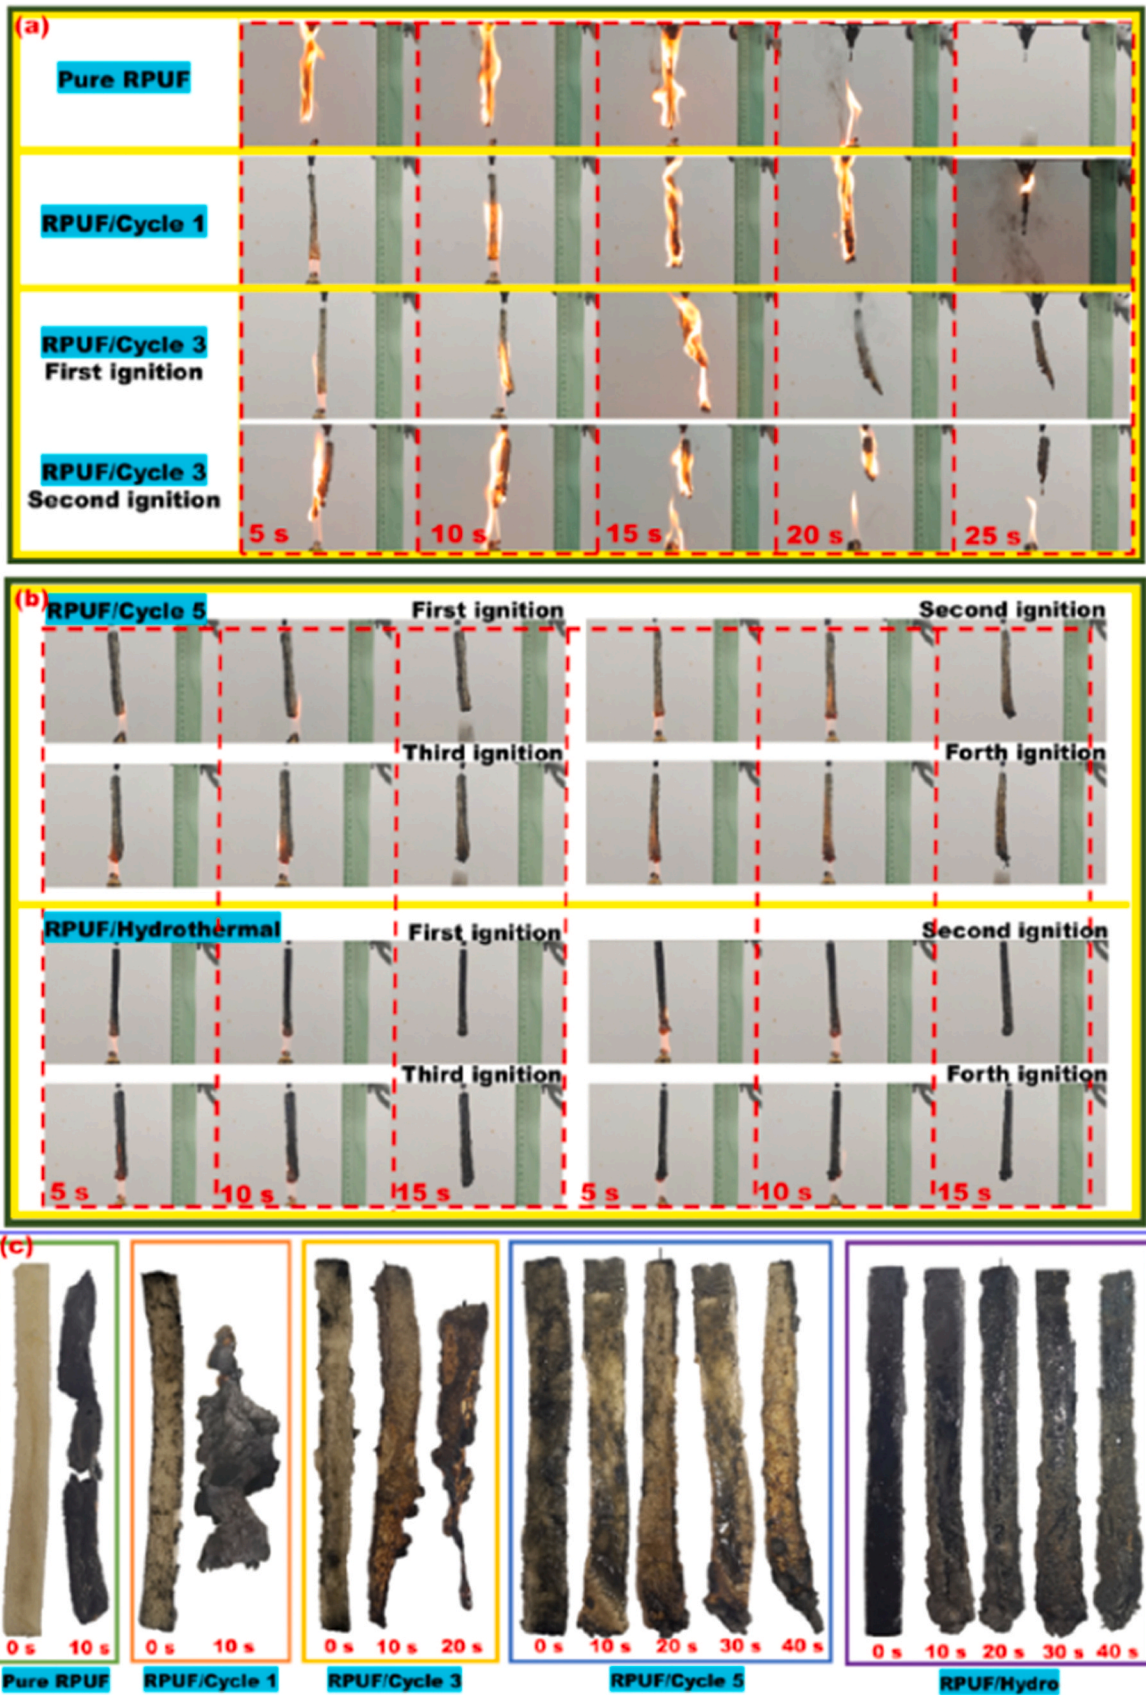 (a)
Pure RPUF
RPUF/Cycle 1
RPUF/Cycle 3
First ignition
RPUF/Cycle 3
Second ignition
5 s
10 s
15 s
20 s
25 s
(b)
RPUF/Cycle 5
First ignition
Second ignition
Third ignition
Forth ignition
RPUF/Hydrothermal
First ignition
Second ignition
Third ignition
Forth ignition
5 s
10 s
15 s
5 s
10 s
15 s
(c)
0 s
10 s
0 s
10 s
0 s
10 s
20 s
0 s
10 s
20 s
30 s
40 s
0 s
10 s
20 s
30 s
40 s
Pure RPUF
RPUF/Cycle 1
RPUF/Cycle 3
RPUF/Cycle 5
RPUF/Hydro